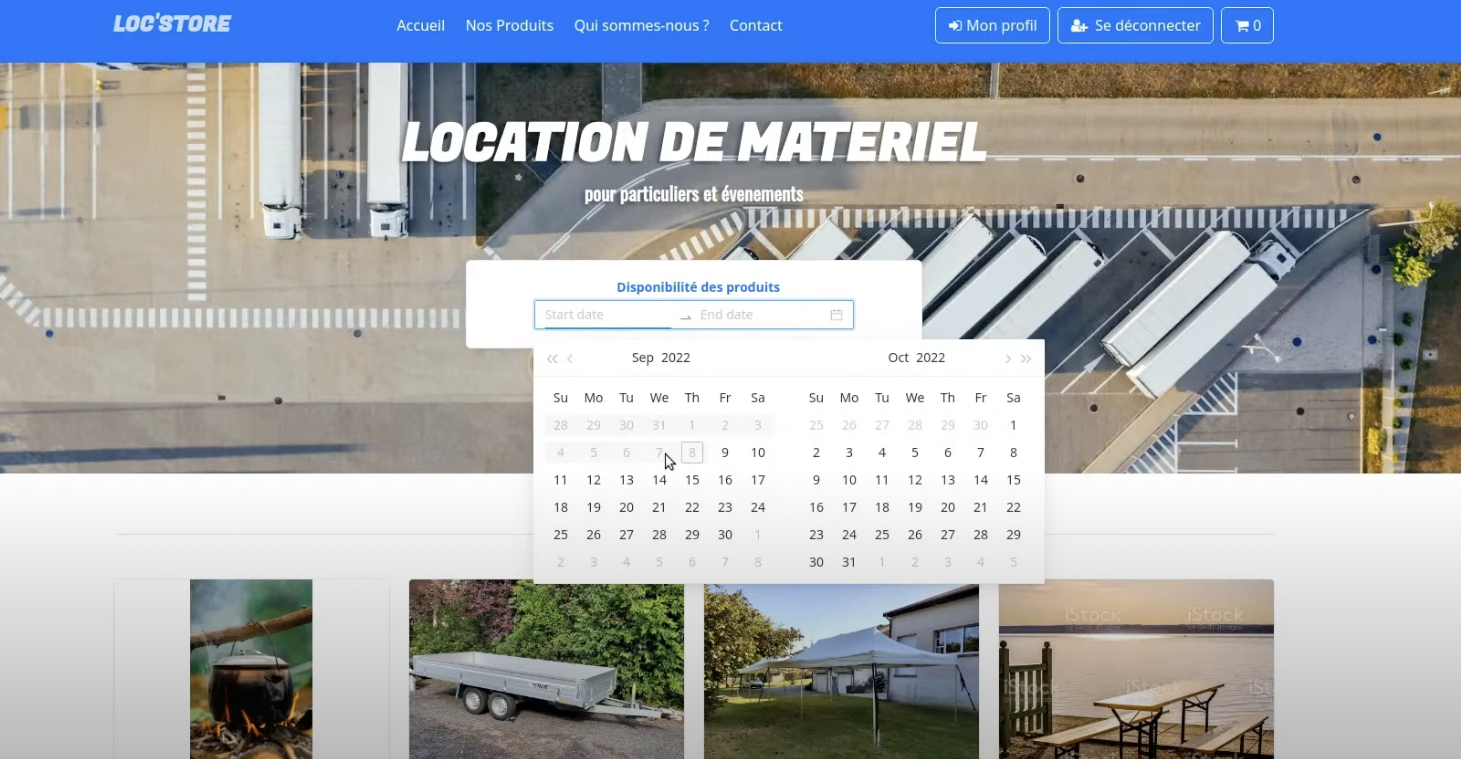 LOC'STORE
Accueil Nos Produits Qui sommes-nous ? Contact
Mon profil Se déconnecter 0
LOCATION DE MATERIEL
pour particuliers et évenements
Disponibilité des produits
Start date End date
Sep 2022 Oct 2022
Su Mo Tu We Th Fr Sa Su Mo Tu We Th Fr Sa
28 29 30 31 1 2 3 25 26 27 28 29 30 1
4 5 6 7 8 9 10 2 3 4 5 6 7 8
11 12 13 14 15 16 17 9 10 11 12 13 14 15
18 19 20 21 22 23 24 16 17 18 19 20 21 22
25 26 27 28 29 30 1 23 24 25 26 27 28 29
2 3 4 5 6 7 8 30 31 1 2 3 4 5
iStock iStock
by Getty Images by Getty Images
iStock iStock iSt